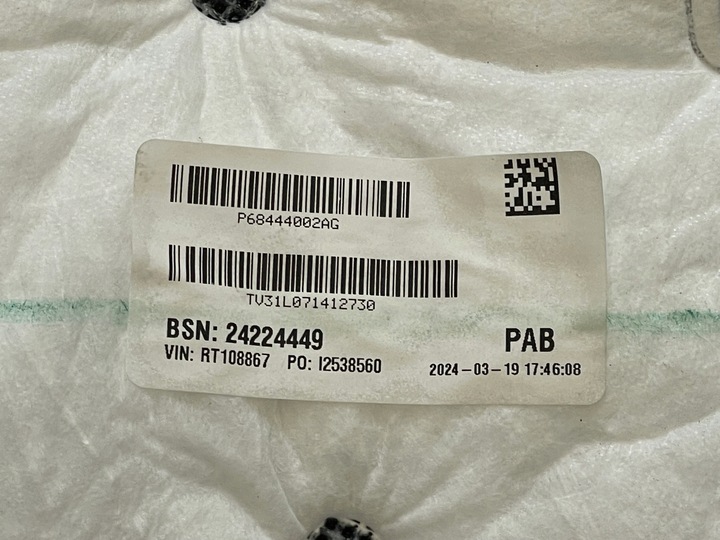 P68444002AG
TV31L071412730
BSN: 24224449
PAB
VIN: RT108867 PO: I2538560
2024-03-19 17:46:08